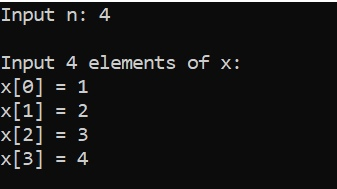 Input n: 4
Input 4 elements of x:
x[0] = 1
x[1] = 2
x[2] = 3
x[3] = 4